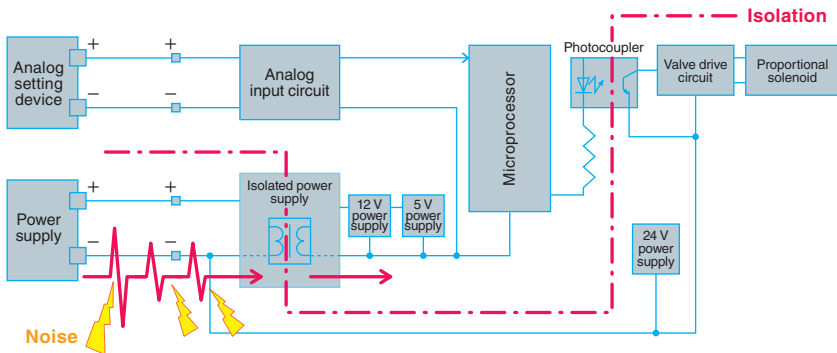 Isolation
+
+
Analog
setting
device
−
−
Analog
input circuit
Microprocessor
Photocoupler
Valve drive
circuit
Proportional
solenoid
+
+
Power
supply
−
−
Isolated power
supply
12 V
power
supply
5 V
power
supply
24 V
power
supply
Noise